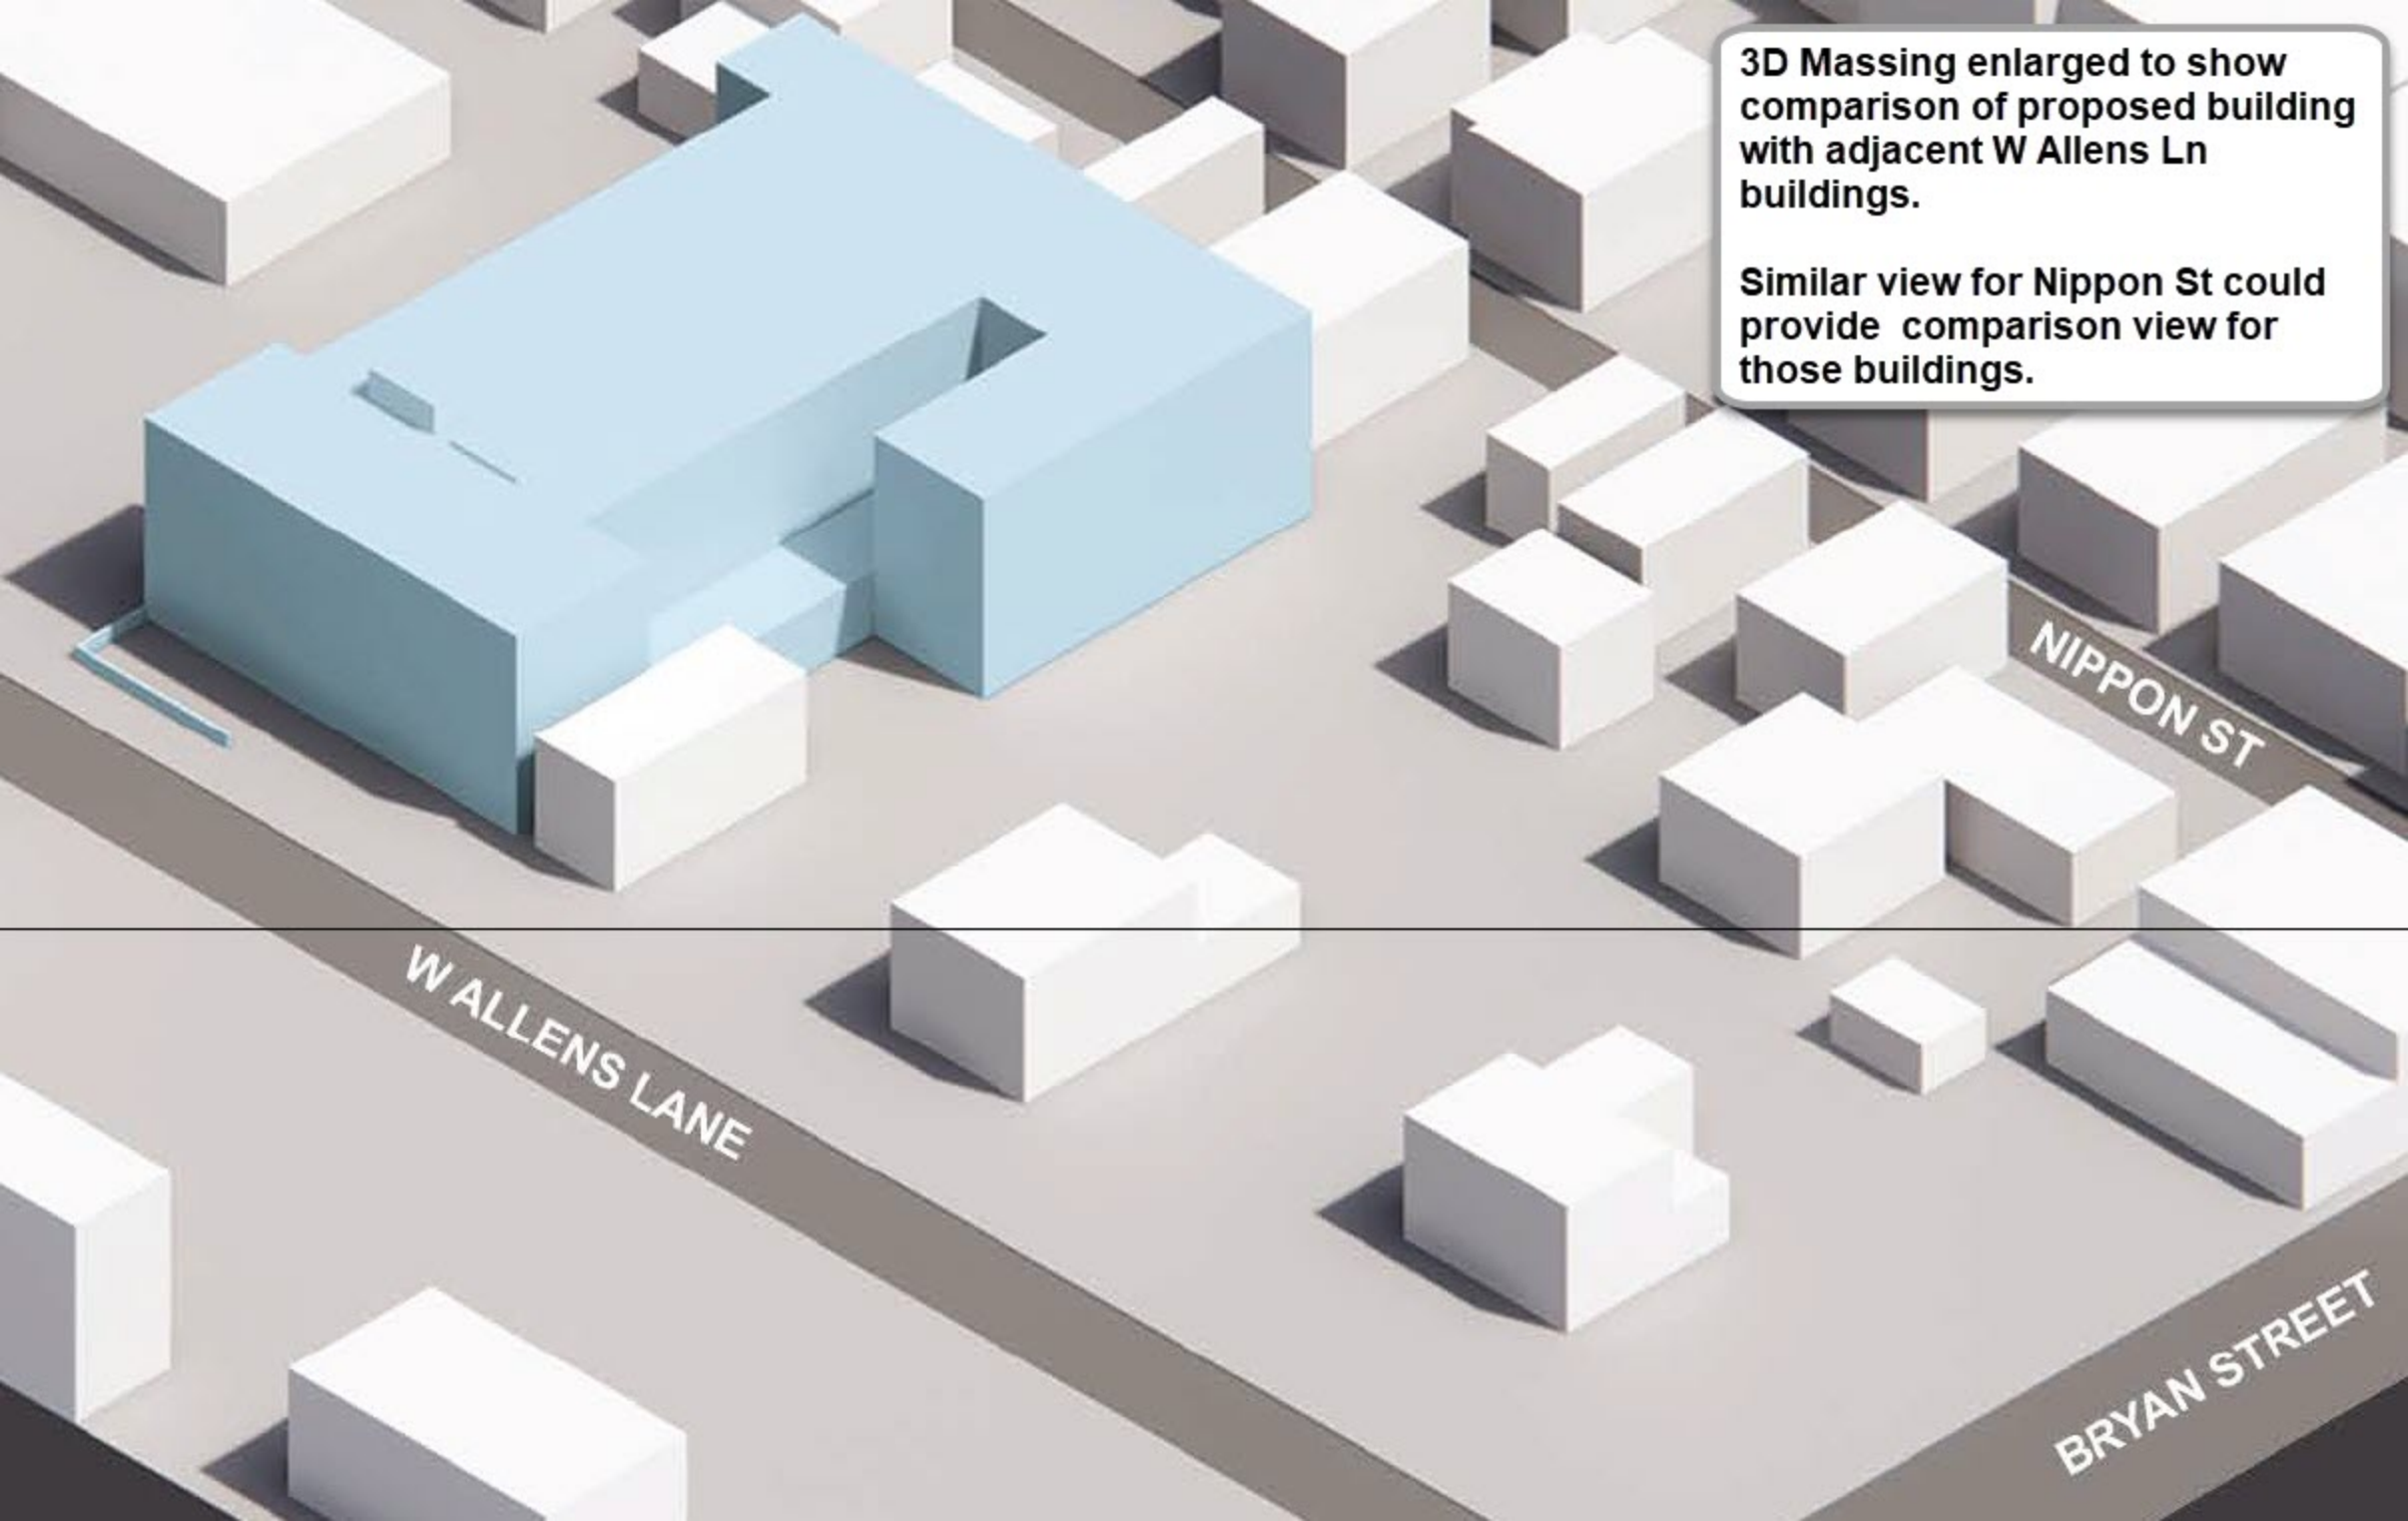 3D Massing enlarged to show
comparison of proposed building
with adjacent W Allens Ln
buildings.
Similar view for Nippon St could
provide  comparison view for
those buildings.
NIPPON ST
W ALLENS LANE
BRYAN STREET